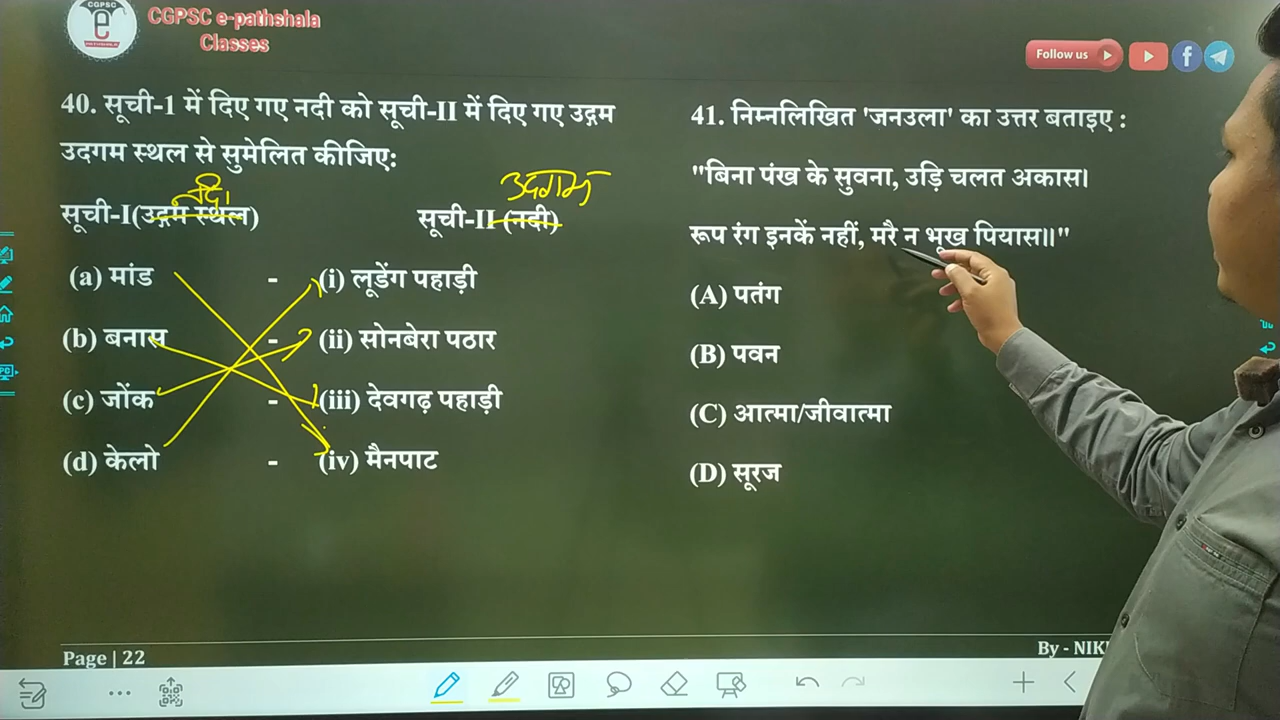 CGPSC e-pathshala
Classes
Follow us
40. सूची-1 में दिए गए नदी को सूची-II में दिए गए उद्गम
उदगम स्थल से सुमेलित कीजिए:
नदी
उदगम
सूची-I(उद्गम स्थल)
सूची-II (नदी)
(a) मांड - (i) लूडेंग पहाड़ी
(b) बनास - (ii) सोनबेरा पठार
(c) जोंक - (iii) देवगढ़ पहाड़ी
(d) केलो - (iv) मैनपाट
41. निम्नलिखित 'जनउला' का उत्तर बताइए :
"बिना पंख के सुवना, उड़ि चलत अकास।
रूप रंग इनकें नहीं, मरै न भूख पियास॥"
(A) पतंग
(B) पवन
(C) आत्मा/जीवात्मा
(D) सूरज
Page | 22
By - NIK